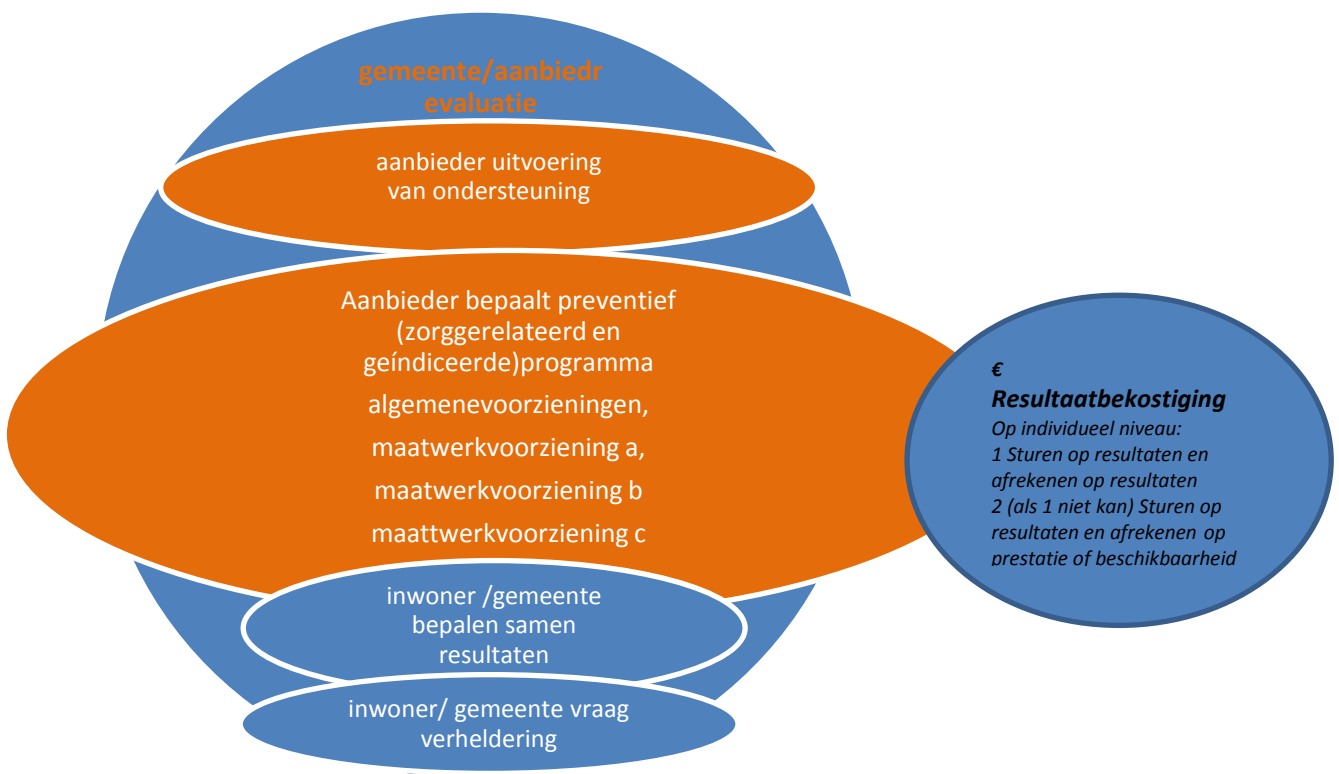 gemeente/aanbiedr
evaluatie
aanbieder uitvoering
van ondersteuning
Aanbieder bepaalt preventief
(zorggerelateerd en
geíndiceerde)programma
algemenevoorzieningen,
maatwerkvoorziening a,
maatwerkvoorziening b
maattwerkvoorziening c
inwoner /gemeente
bepalen samen
resultaten
inwoner/ gemeente vraag
verheldering
€
Resultaatbekostiging
Op individueel niveau:
1 Sturen op resultaten en
afrekenen op resultaten
2 (als 1 niet kan) Sturen op
resultaten en afrekenen op
prestatie of beschikbaarheid